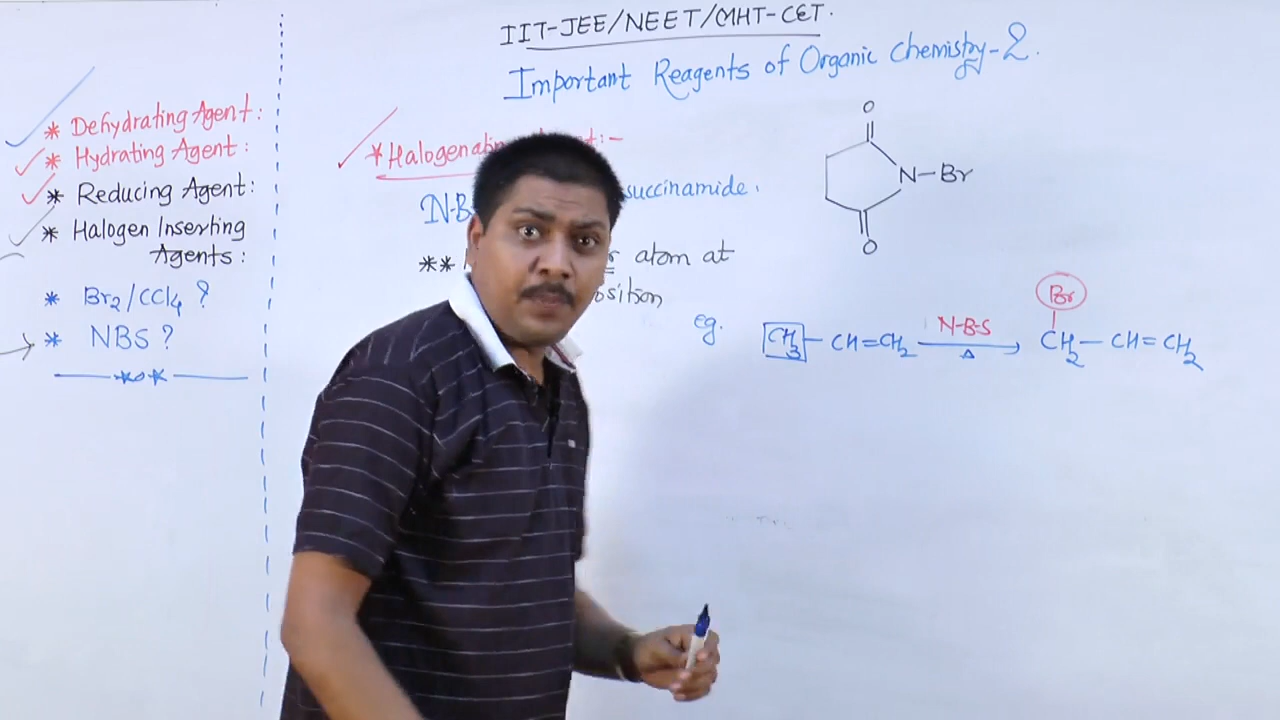 IIT-JEE/NEET/MHT-CET.
Important Reagents of Organic Chemistry-2.
* Dehydrating Agent:
* Hydrating Agent:
* Reducing Agent:
* Halogen Inserting
Agents:
* Br2/CCl4 ?
* NBS ?
* Halogenatin :-
N-B succinamide.
** atom at
osition
O
N-Br
O
eg. CH3 - CH=CH2 N-B-S Δ Br CH2 - CH=CH2